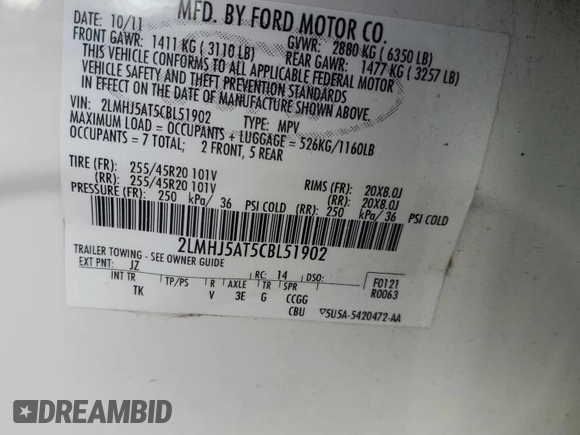 MFD. BY FORD MOTOR CO.
DATE: 10/11 GVWR: 2880 KG ( 6350 LB)
FRONT GAWR: 1411 KG ( 3110 LB) REAR GAWR: 1477 KG ( 3257 LB)
THIS VEHICLE CONFORMS TO ALL APPLICABLE FEDERAL MOTOR
VEHICLE SAFETY AND THEFT PREVENTION STANDARDS
IN EFFECT ON THE DATE OF MANUFACTURE SHOWN ABOVE.
VIN: 2LMHJ5AT5CBL51902 TYPE: MPV
MAXIMUM LOAD = OCCUPANTS + LUGGAGE = 526KG/1160LB
OCCUPANTS = 7 TOTAL; 2 FRONT, 5 REAR
TIRE (FR): 255/45R20 101V RIMS (FR): 20X8.0J
(RR): 255/45R20 101V (RR): 20X8.0J
PRESSURE (FR): 250 kPa/ 36 PSI COLD (RR): 250 kPa/ 36 PSI COLD
2LMHJ5AT5CBL51902
TRAILER TOWING - SEE OWNER GUIDE
EXT PNT: JZ RC: 14 DSO: F0121
INT TR TP/PS R AXLE TR SPR R0063
TK V 3E G CCGG
CBU 5U5A-5420472-AA
DREAMBID